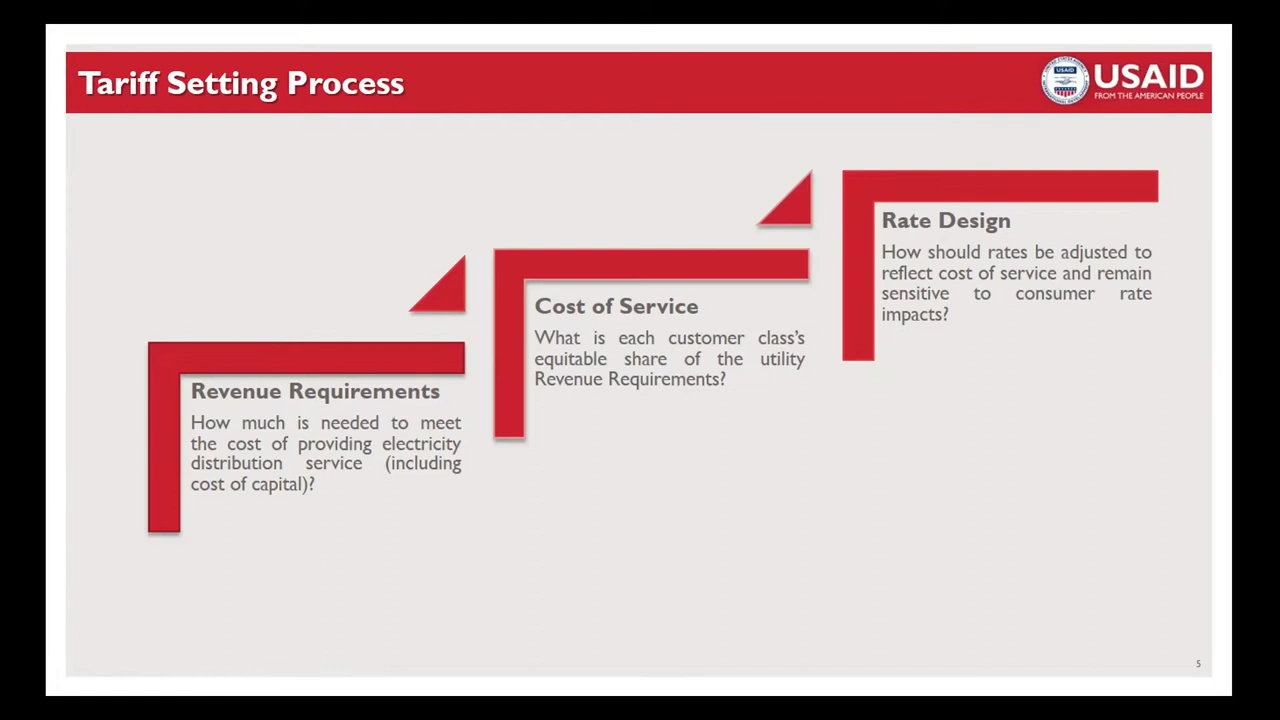 Tariff Setting Process
USAID
FROM THE AMERICAN PEOPLE
Revenue Requirements
How much is needed to meet
the cost of providing electricity
distribution service (including
cost of capital)?
Cost of Service
What is each customer class's
equitable share of the utility
Revenue Requirements?
Rate Design
How should rates be adjusted to
reflect cost of service and remain
sensitive to consumer rate
impacts?
5